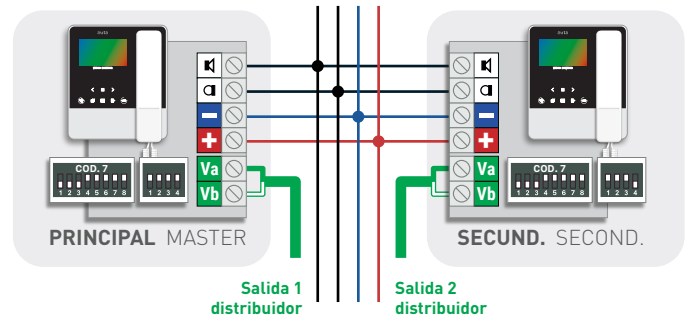 auta
auta
Va
Vb
Va
Vb
COD. 7
1 2 3 4 5 6 7 8
1 2 3 4
COD. 7
1 2 3 4 5 6 7 8
1 2 3 4
PRINCIPAL MASTER
SECUND. SECOND.
Salida 1
distribuidor
Salida 2
distribuidor